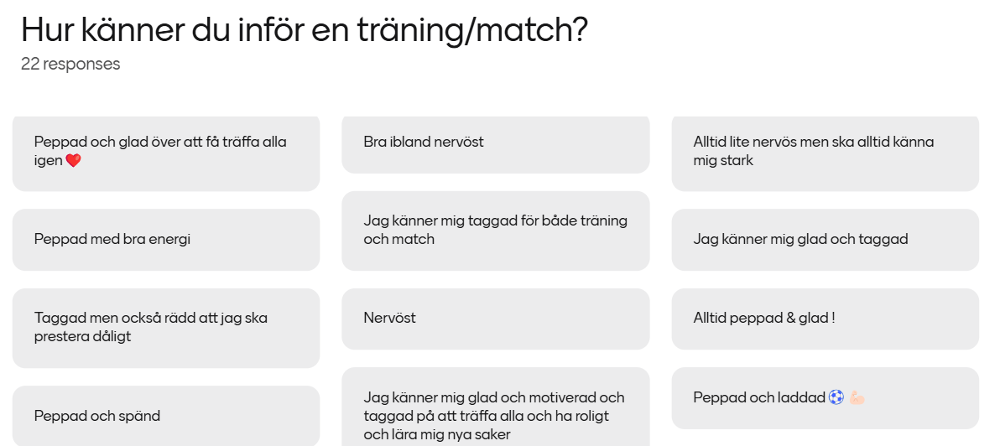 Hur känner du inför en träning/match?
22 responses
Peppad och glad över att få träffa alla
igen ❤️
Peppad med bra energi
Taggad men också rädd att jag ska
prestera dåligt
Peppad och spänd
Bra ibland nervöst
Jag känner mig taggad för både träning
och match
Nervöst
Jag känner mig glad och motiverad och
taggad på att träffa alla och ha roligt
och lära mig nya saker
Alltid lite nervös men ska alltid känna
mig stark
Jag känner mig glad och taggad
Alltid peppad & glad !
Peppad och laddad ⚽ 💪🏻